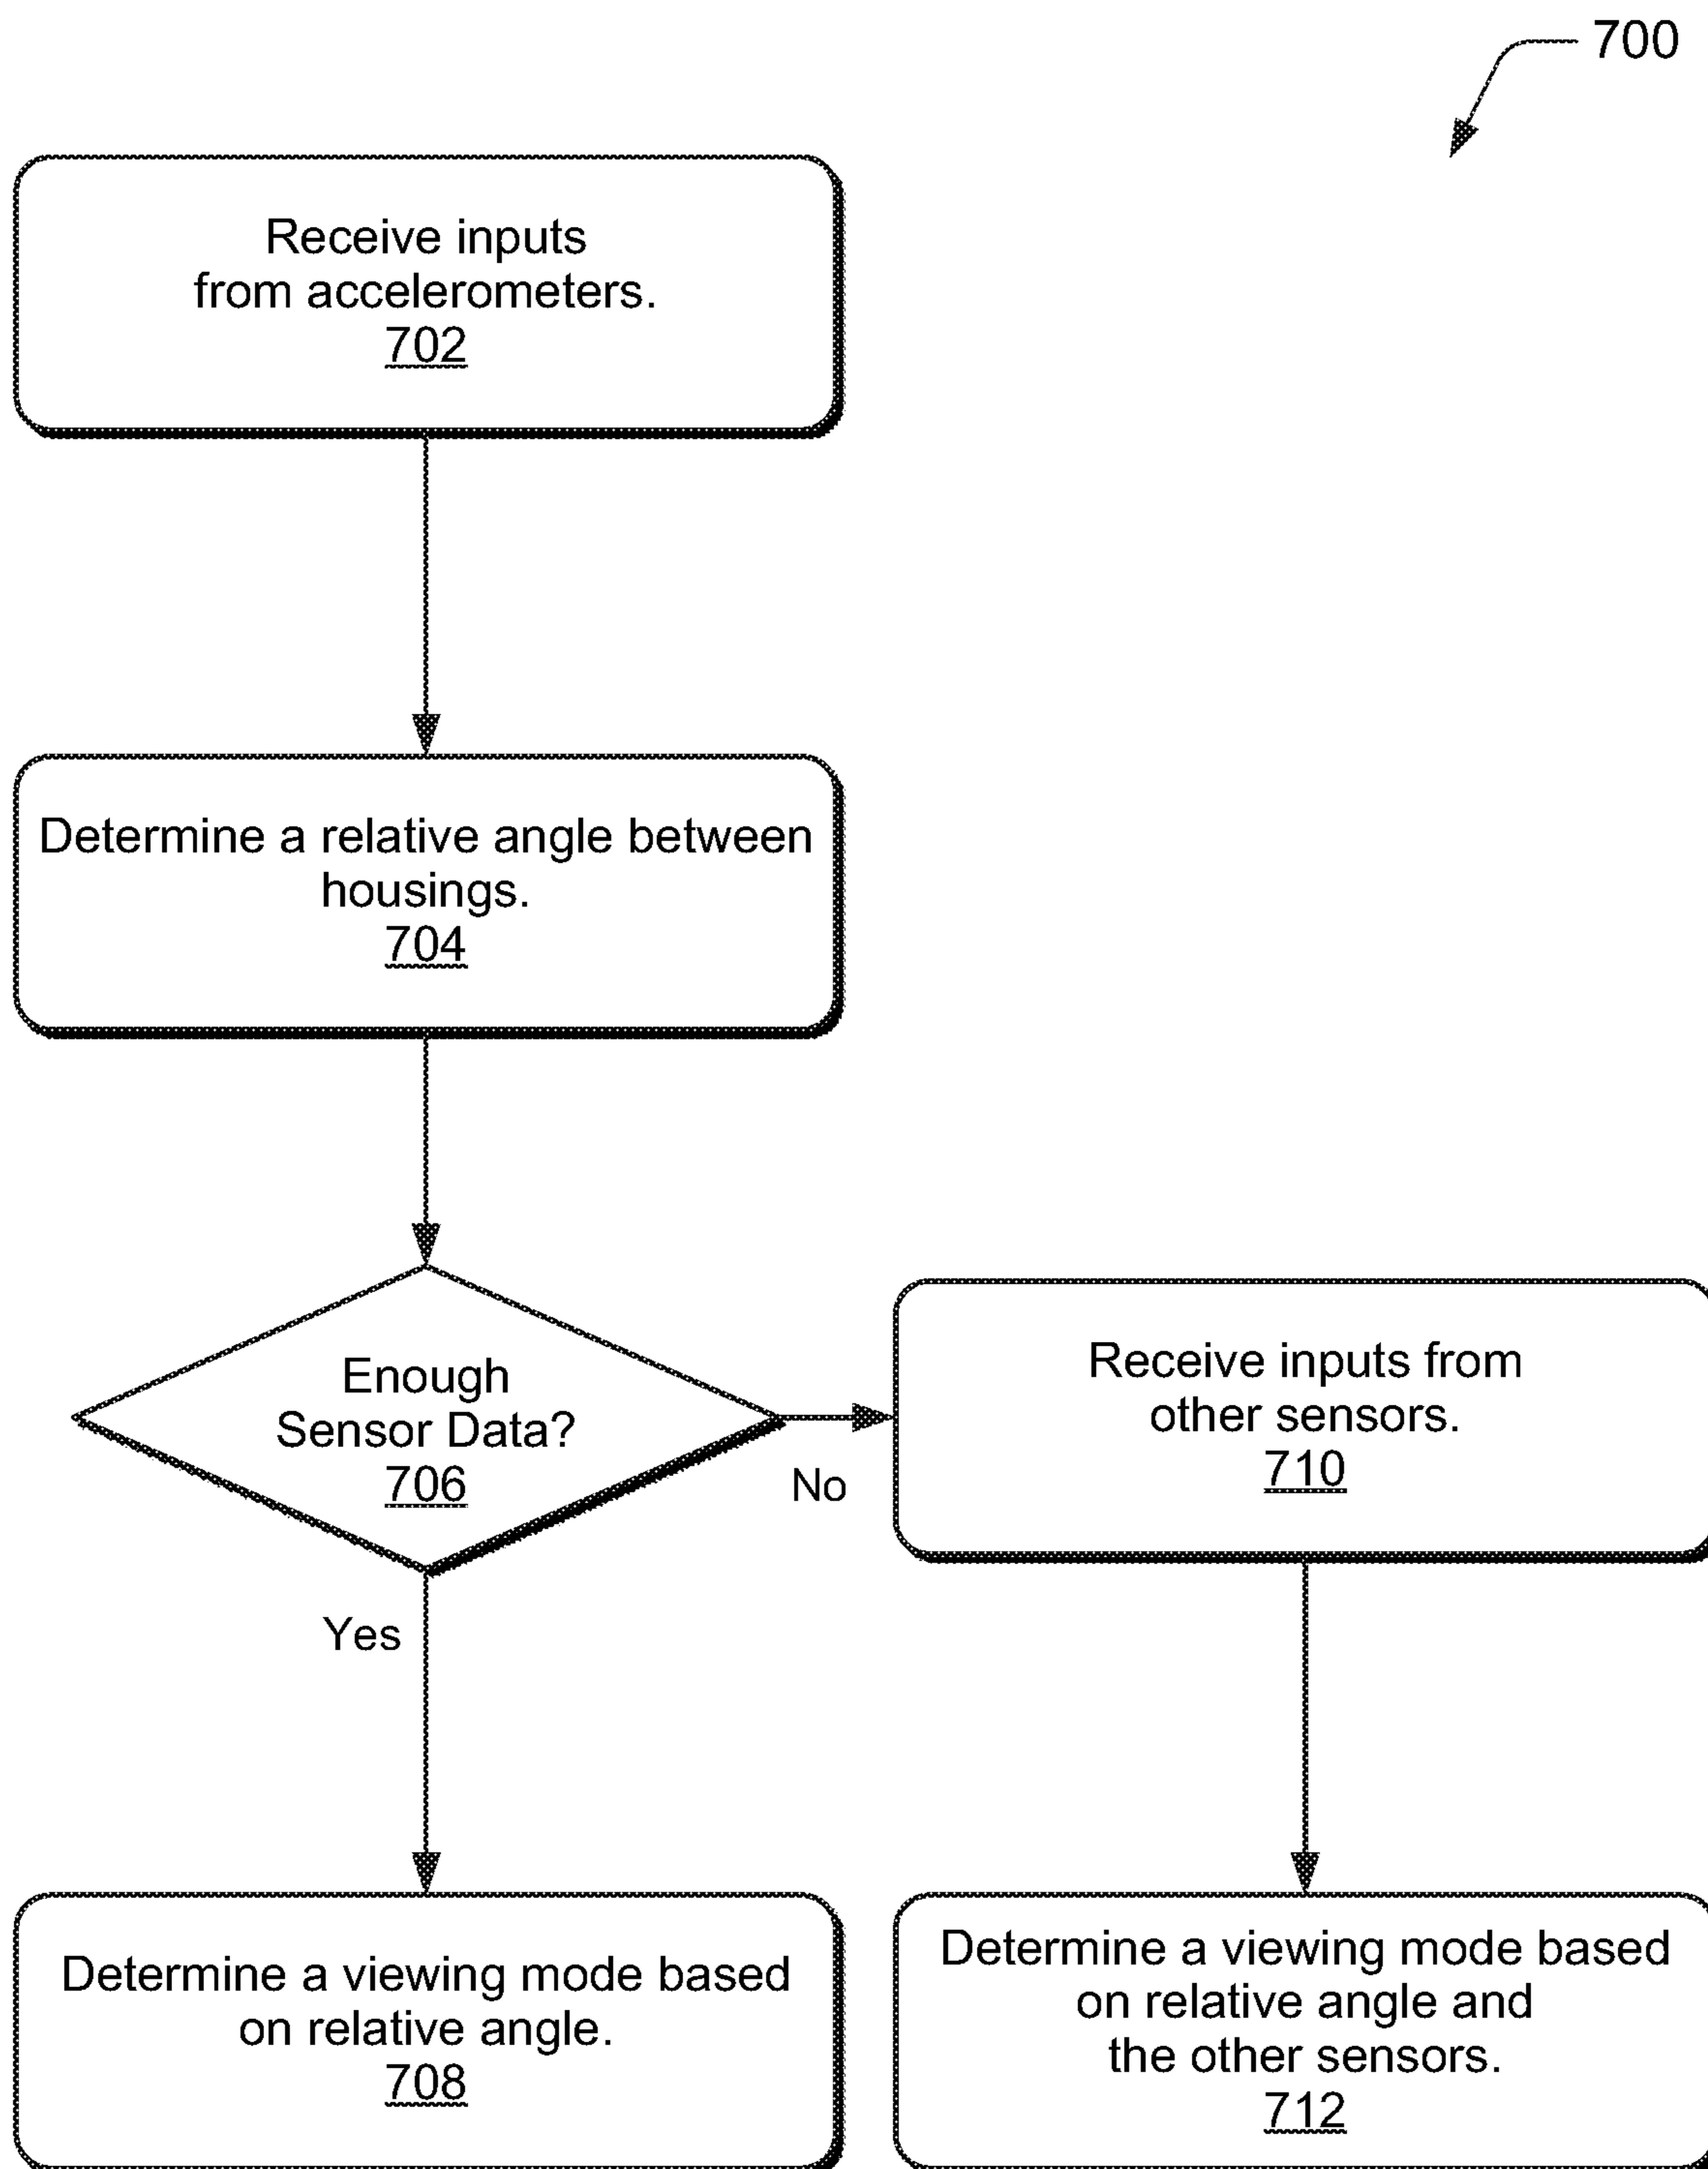 700
Receive inputs
from accelerometers.
702
Determine a relative angle between
housings.
704
Enough
Sensor Data?
706
No
Receive inputs from
other sensors.
710
Yes
Determine a viewing mode based
on relative angle.
708
Determine a viewing mode based
on relative angle and
the other sensors.
712